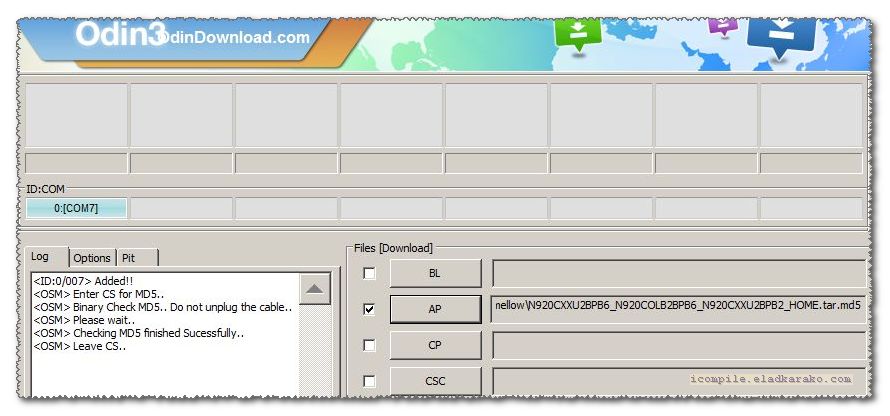 Odin3
OdinDownload.com
ID:COM
0:[COM7]
Log Options Pit
<ID:0/007> Added!!
<OSM> Enter CS for MD5..
<OSM> Binary Check MD5.. Do not unplug the cable..
<OSM> Please wait..
<OSM> Checking MD5 finished Sucessfully..
<OSM> Leave CS..
Files [Download]
BL
AP nellow\N920CXXU2BPB6_N920COLB2BPB6_N920CXXU2BPB2_HOME.tar.md5
CP
CSC
icompile.eladkarako.com